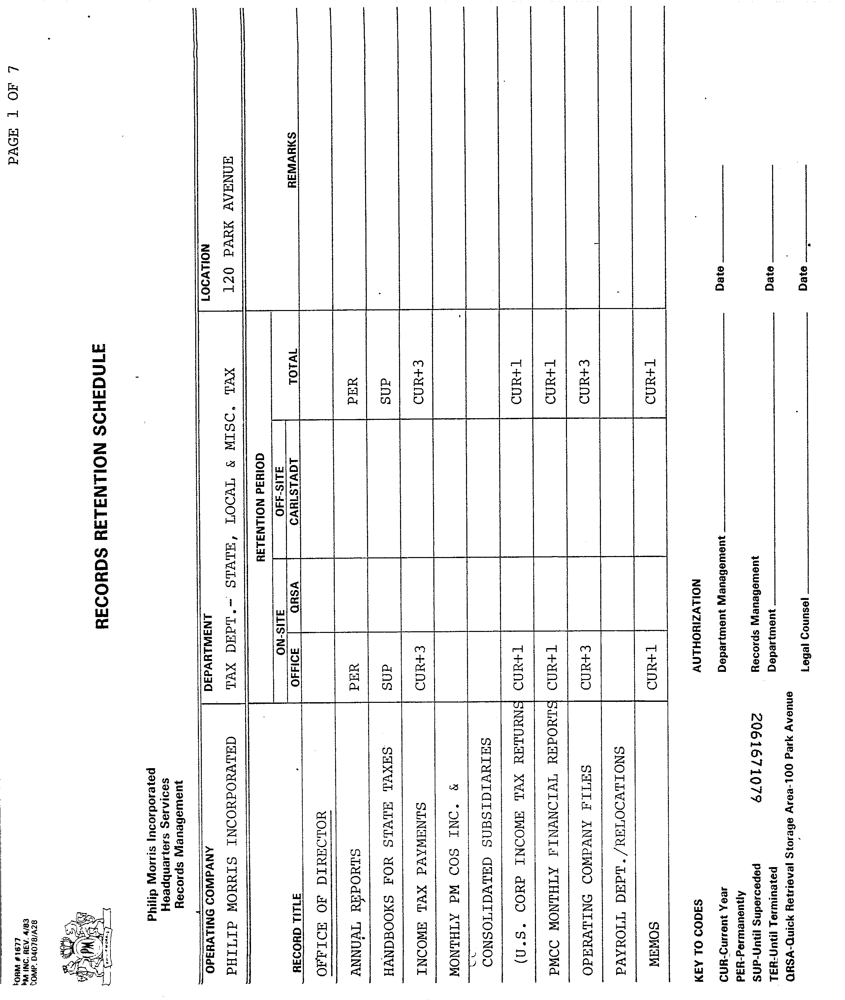 PAGE 1 OF 7
FORM #1677
PM INC. REV. 4/83
COMP. D4078/A28
PM
RECORDS RETENTION SCHEDULE
Philip Morris Incorporated
Headquarters Services
Records Management
OPERATING COMPANY DEPARTMENT LOCATION
PHILIP MORRIS INCORPORATED TAX DEPT.- STATE, LOCAL & MISC. TAX 120 PARK AVENUE
RETENTION PERIOD
ON-SITE OFF-SITE
RECORD TITLE OFFICE QRSA CARLSTADT TOTAL REMARKS
OFFICE OF DIRECTOR
ANNUAL REPORTS PER PER
HANDBOOKS FOR STATE TAXES SUP SUP
INCOME TAX PAYMENTS CUR+3 CUR+3
MONTHLY PM COS INC. &
CONSOLIDATED SUBSIDIARIES
(U.S. CORP INCOME TAX RETURNS CUR+1 CUR+1
PMCC MONTHLY FINANCIAL REPORTS CUR+1 CUR+1
OPERATING COMPANY FILES CUR+3 CUR+3
PAYROLL DEPT./RELOCATIONS
MEMOS CUR+1 CUR+1
KEY TO CODES AUTHORIZATION
CUR-Current Year Department Management Date
PER-Permanently
SUP-Until Superceded Records Management
TER-Until Terminated Department Date
QRSA-Quick Retrieval Storage Area-100 Park Avenue Legal Counsel Date
2061671079